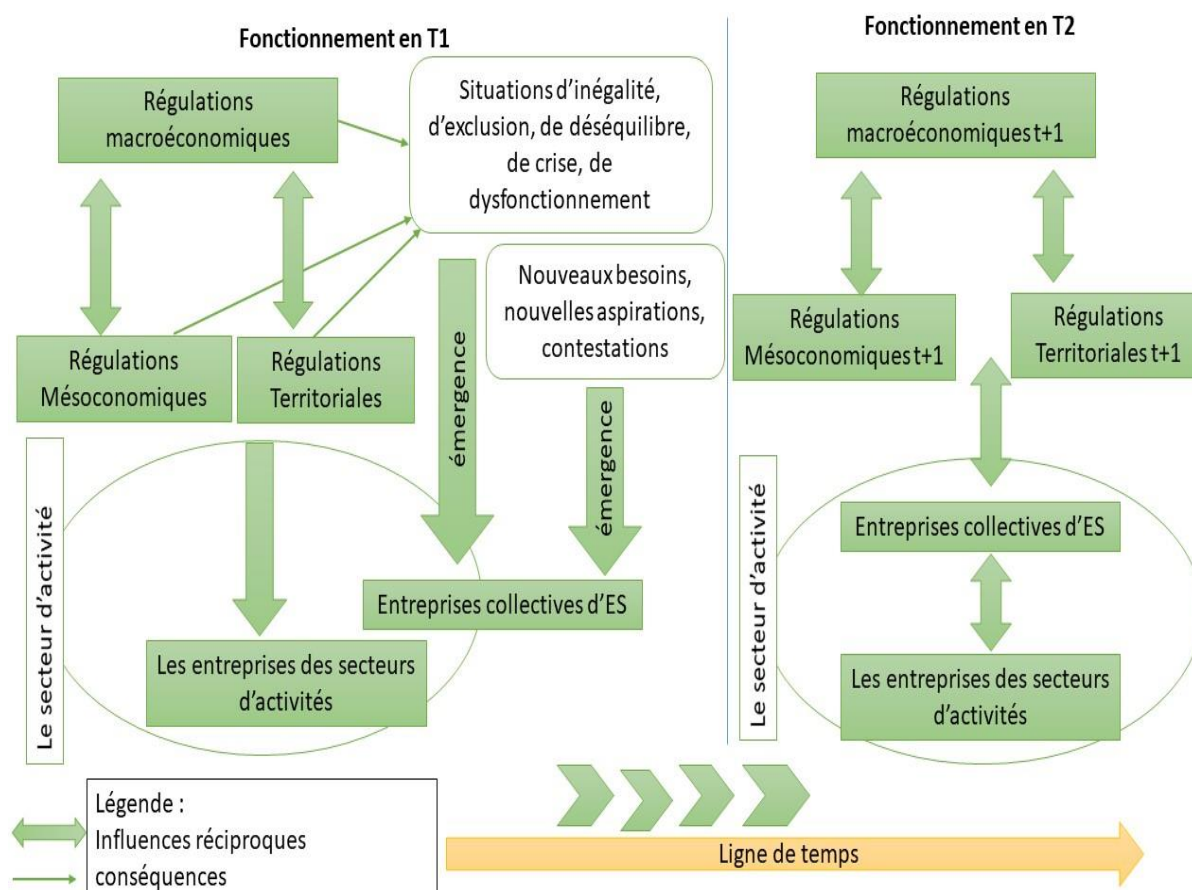 Fonctionnement en T1
Régulations
macroéconomiques
Situations d'inégalité,
d'exclusion, de déséquilibre,
de crise, de
dysfonctionnement
Nouveaux besoins,
nouvelles aspirations,
contestations
Régulations
Mésoconomiques
Régulations
Territoriales
émergence
émergence
Le secteur d'activité
Entreprises collectives d'ES
Les entreprises des secteurs
d'activités
Fonctionnement en T2
Régulations
macroéconomiques t+1
Régulations
Mésoconomiques t+1
Régulations
Territoriales t+1
Le secteur d'activité
Entreprises collectives d'ES
Les entreprises des secteurs
d'activités
Légende :
Influences réciproques
conséquences
Ligne de temps